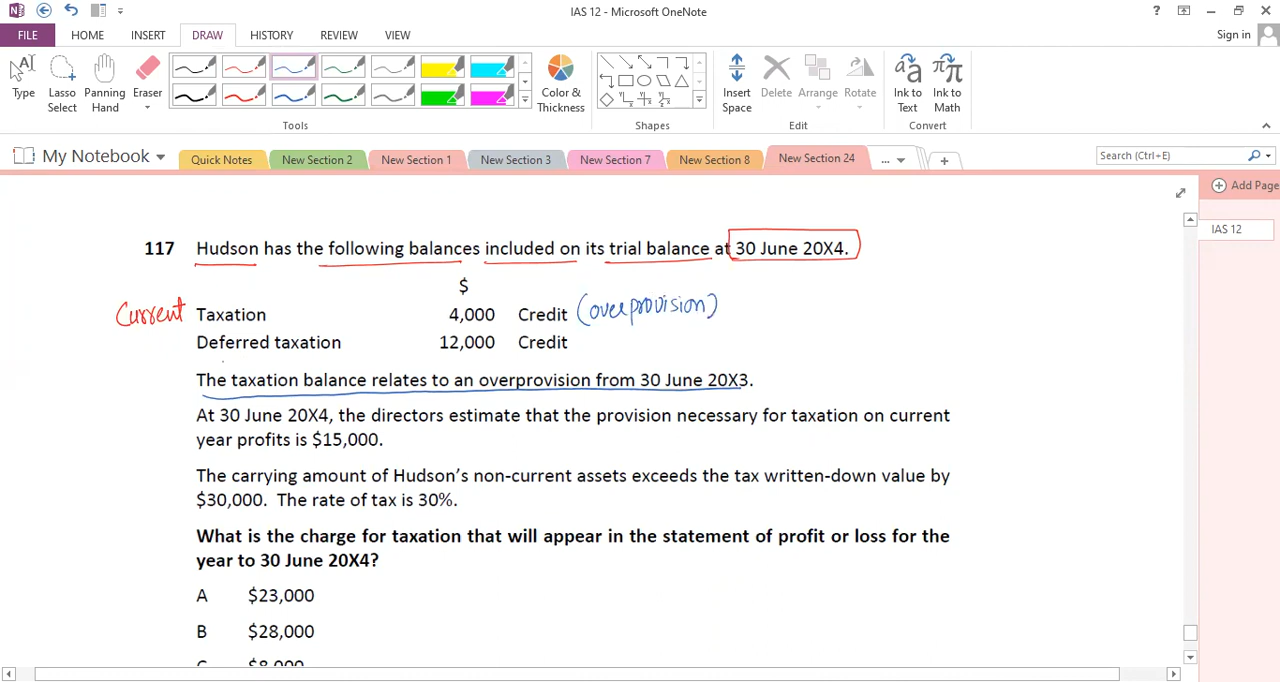 IAS 12 - Microsoft OneNote
?
FILE HOME INSERT DRAW HISTORY REVIEW VIEW
Sign in
Type Lasso Select Panning Hand Eraser Color & Thickness Insert Space Delete Arrange Rotate Ink to Text Ink to Math
Tools Shapes Edit Convert
My Notebook Quick Notes New Section 2 New Section 1 New Section 3 New Section 7 New Section 8 New Section 24 ... + Search (Ctrl+E)
Add Page
IAS 12
117 Hudson has the following balances included on its trial balance at 30 June 20X4.
$
Current Taxation 4,000 Credit (overprovision)
Deferred taxation 12,000 Credit
The taxation balance relates to an overprovision from 30 June 20X3.
At 30 June 20X4, the directors estimate that the provision necessary for taxation on current
year profits is $15,000.
The carrying amount of Hudson's non-current assets exceeds the tax written-down value by
$30,000. The rate of tax is 30%.
What is the charge for taxation that will appear in the statement of profit or loss for the
year to 30 June 20X4?
A $23,000
B $28,000
C $8,000